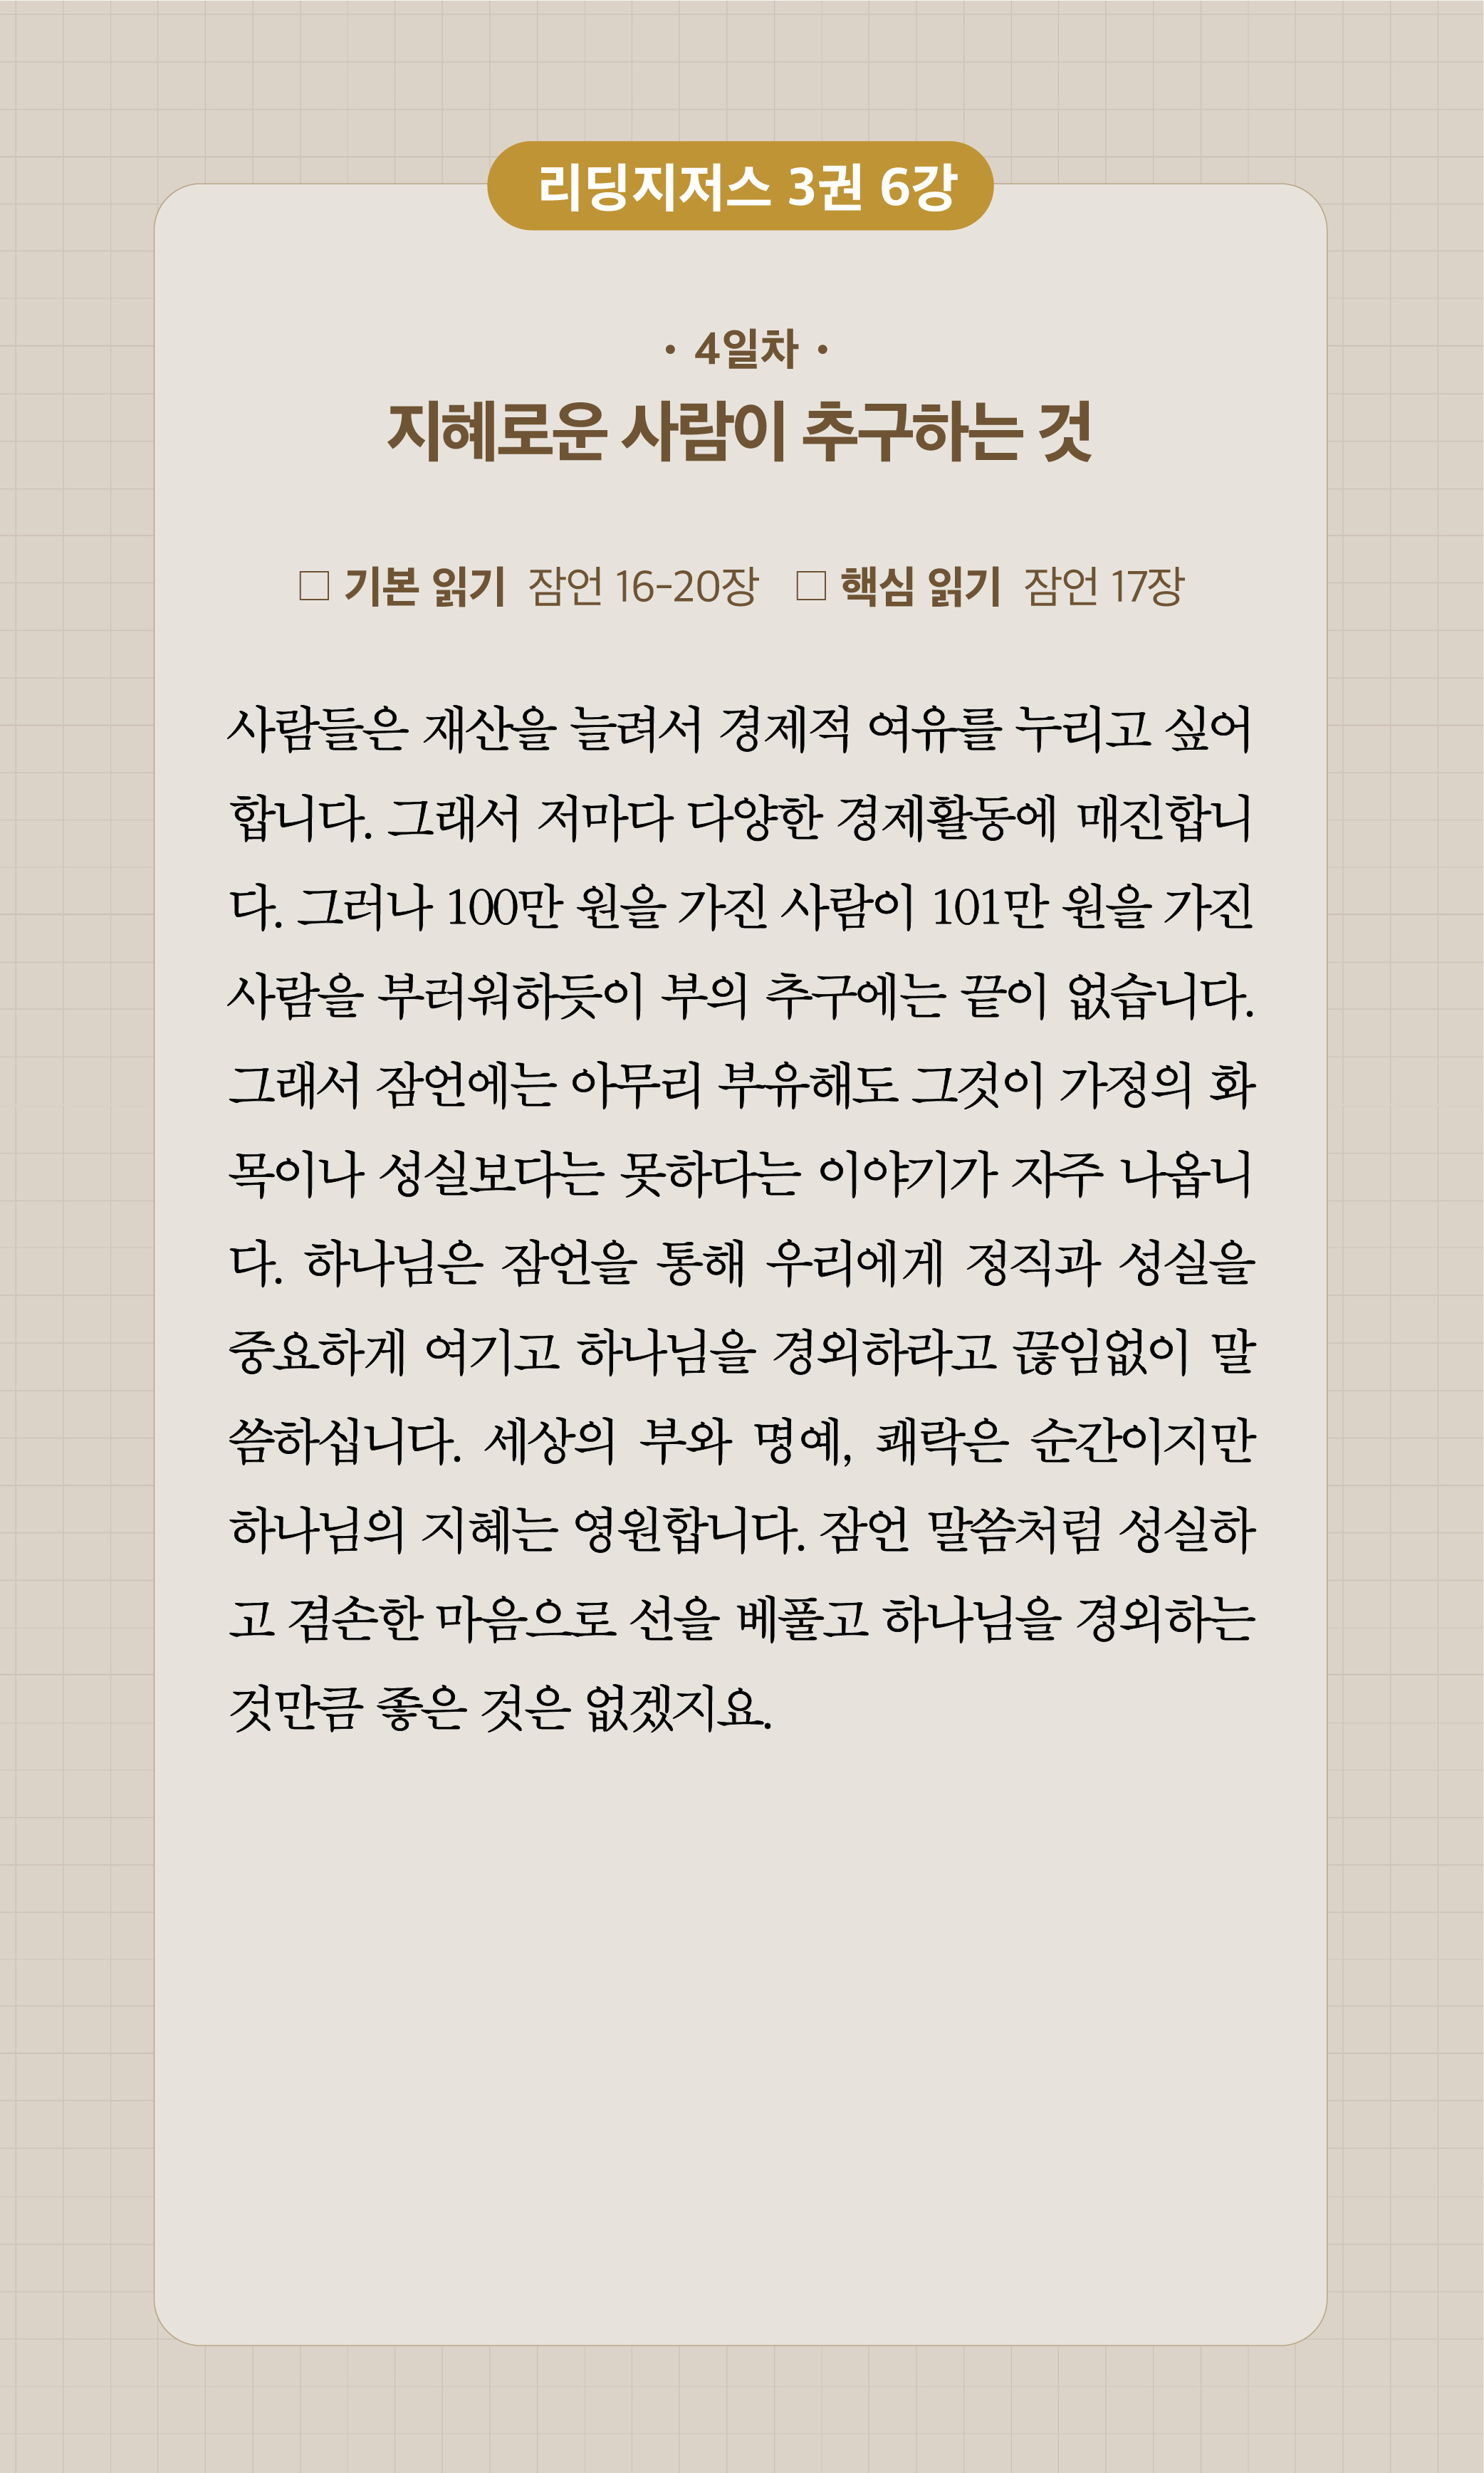 리딩지저스 3권 6강
· 4일차 ·
지혜로운 사람이 추구하는 것
□ 기본 읽기 잠언 16-20장 □ 핵심 읽기 잠언 17장
사람들은 재산을 늘려서 경제적 여유를 누리고 싶어
합니다. 그래서 저마다 다양한 경제활동에 매진합니
다. 그러나 100만 원을 가진 사람이 101만 원을 가진
사람을 부러워하듯이 부의 추구에는 끝이 없습니다.
그래서 잠언에는 아무리 부유해도 그것이 가정의 화
목이나 성실보다는 못하다는 이야기가 자주 나옵니
다. 하나님은 잠언을 통해 우리에게 정직과 성실을
중요하게 여기고 하나님을 경외하라고 끊임없이 말
씀하십니다. 세상의 부와 명예, 쾌락은 순간이지만
하나님의 지혜는 영원합니다. 잠언 말씀처럼 성실하
고 겸손한 마음으로 선을 베풀고 하나님을 경외하는
것만큼 좋은 것은 없겠지요.